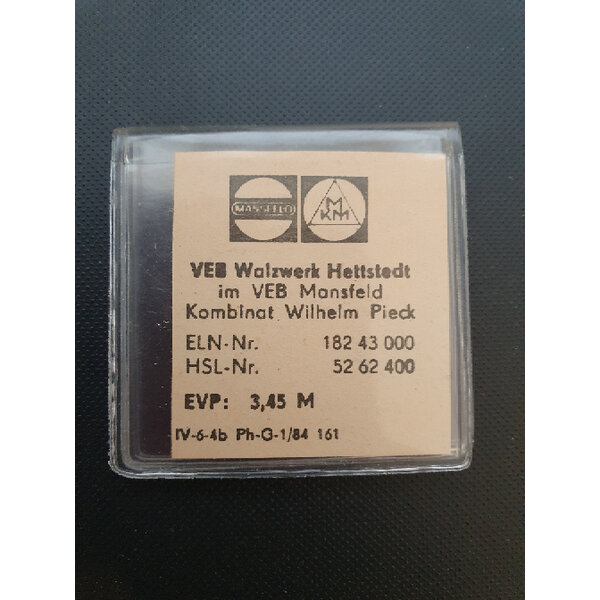 MANSFELD
M
KM
VEB Walzwerk Hettstedt
im VEB Mansfeld
Kombinat Wilhelm Pieck
ELN-Nr. 182 43 000
HSL-Nr. 52 62 400
EVP: 3,45 M
IV-6-4b Ph-G-1/84 161